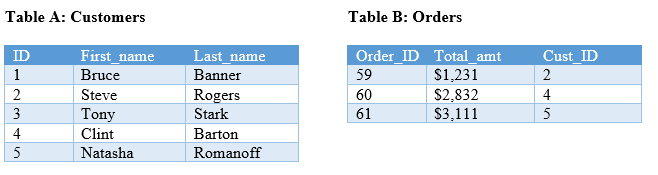 Table A: Customers
ID First_name Last_name
1 Bruce Banner
2 Steve Rogers
3 Tony Stark
4 Clint Barton
5 Natasha Romanoff
Table B: Orders
Order_ID Total_amt Cust_ID
59 $1,231 2
60 $2,832 4
61 $3,111 5